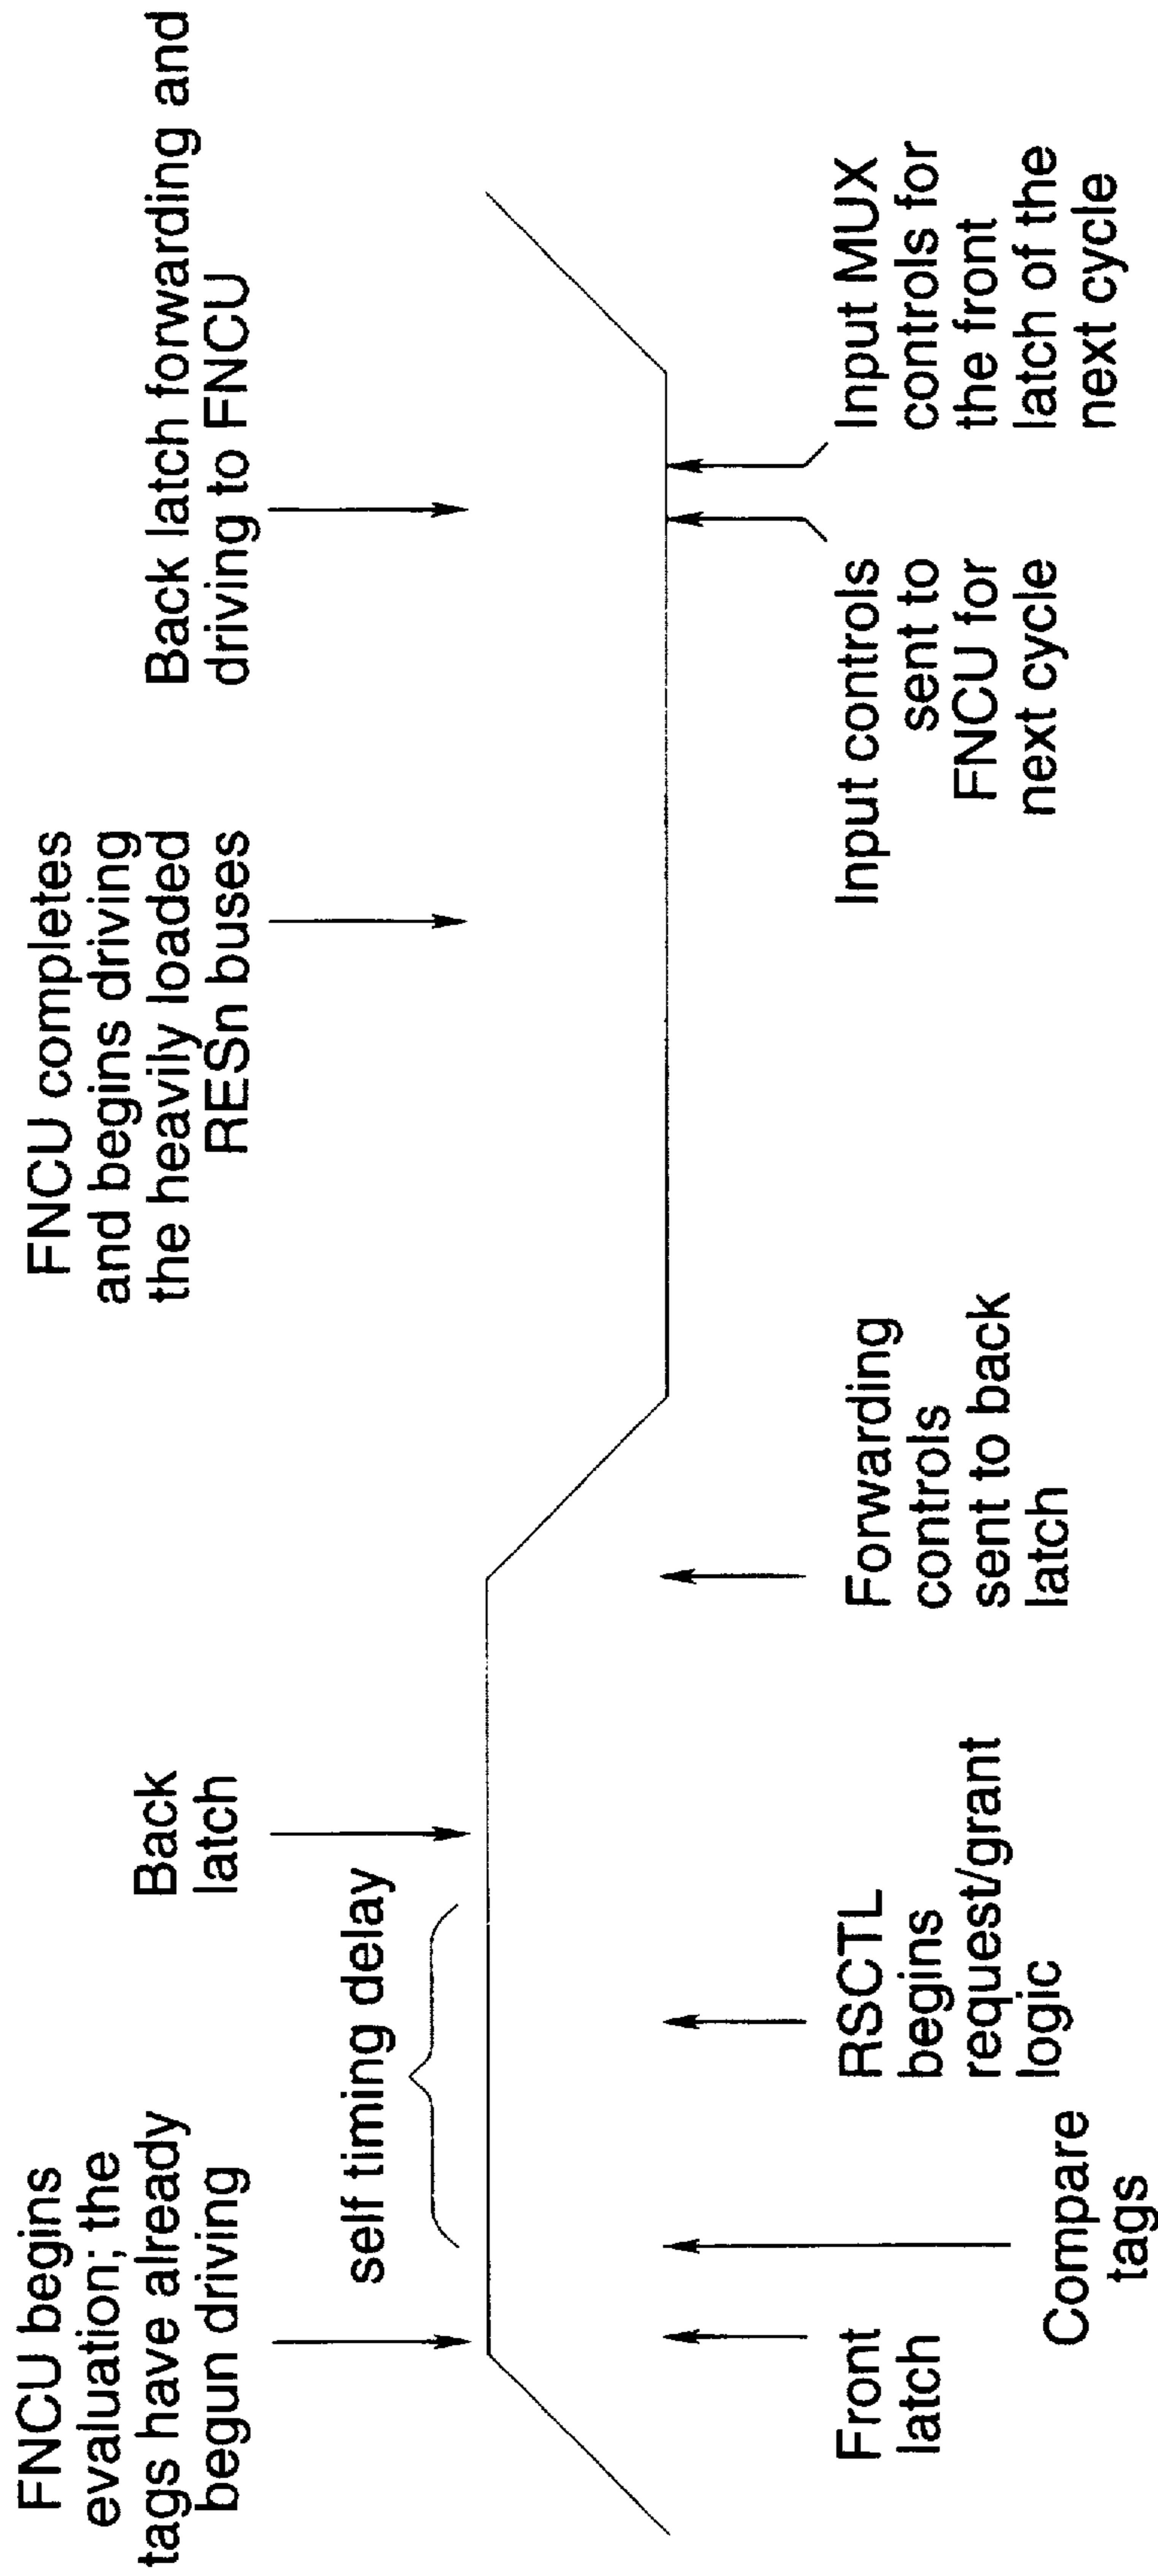 FNCU begins
evaluation; the
tags have already
begun driving
self timing delay
Back
latch
FNCU completes
and begins driving
the heavily loaded
RESn buses
Back latch forwarding and
driving to FNCU
Front
latch
Compare
tags
RSCTL
begins
request/grant
logic
Forwarding
controls
sent to back
latch
Input controls
sent to
FNCU for
next cycle
Input MUX
controls for
the front
latch of the
next cycle